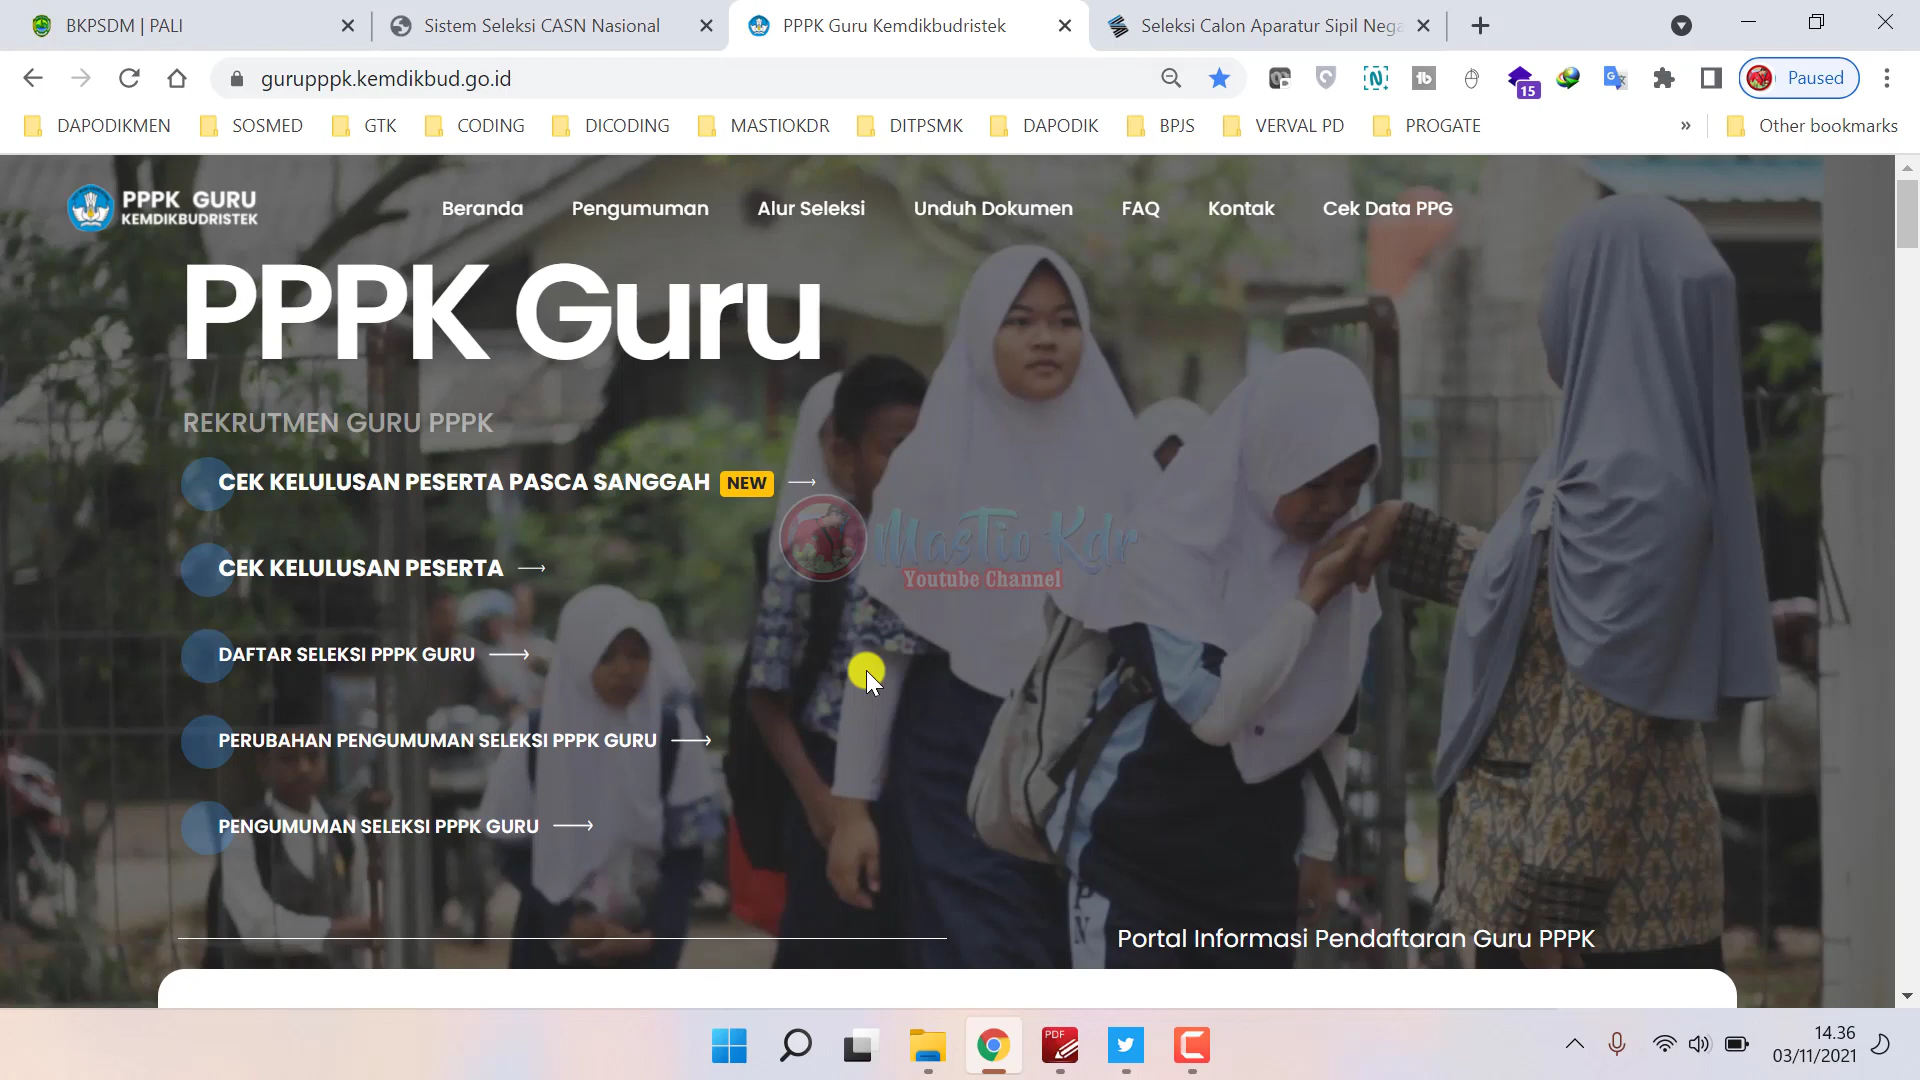 BKPSDM | PALI
Sistem Seleksi CASN Nasional
PPPK Guru Kemdikbudristek
Seleksi Calon Aparatur Sipil Nega
gurupppk.kemdikbud.go.id
15
Paused
DAPODIKMEN
SOSMED
GTK
CODING
DICODING
MASTIOKDR
DITPSMK
DAPODIK
BPJS
VERVAL PD
PROGATE
»
Other bookmarks
PPPK GURU
KEMDIKBUDRISTEK
Beranda
Pengumuman
Alur Seleksi
Unduh Dokumen
FAQ
Kontak
Cek Data PPG
PPPK Guru
REKRUTMEN GURU PPPK
CEK KELULUSAN PESERTA PASCA SANGGAH NEW
CEK KELULUSAN PESERTA
DAFTAR SELEKSI PPPK GURU
PERUBAHAN PENGUMUMAN SELEKSI PPPK GURU
PENGUMUMAN SELEKSI PPPK GURU
MasTio Kdr
Youtube Channel
Portal Informasi Pendaftaran Guru PPPK
PDF
14.36
03/11/2021